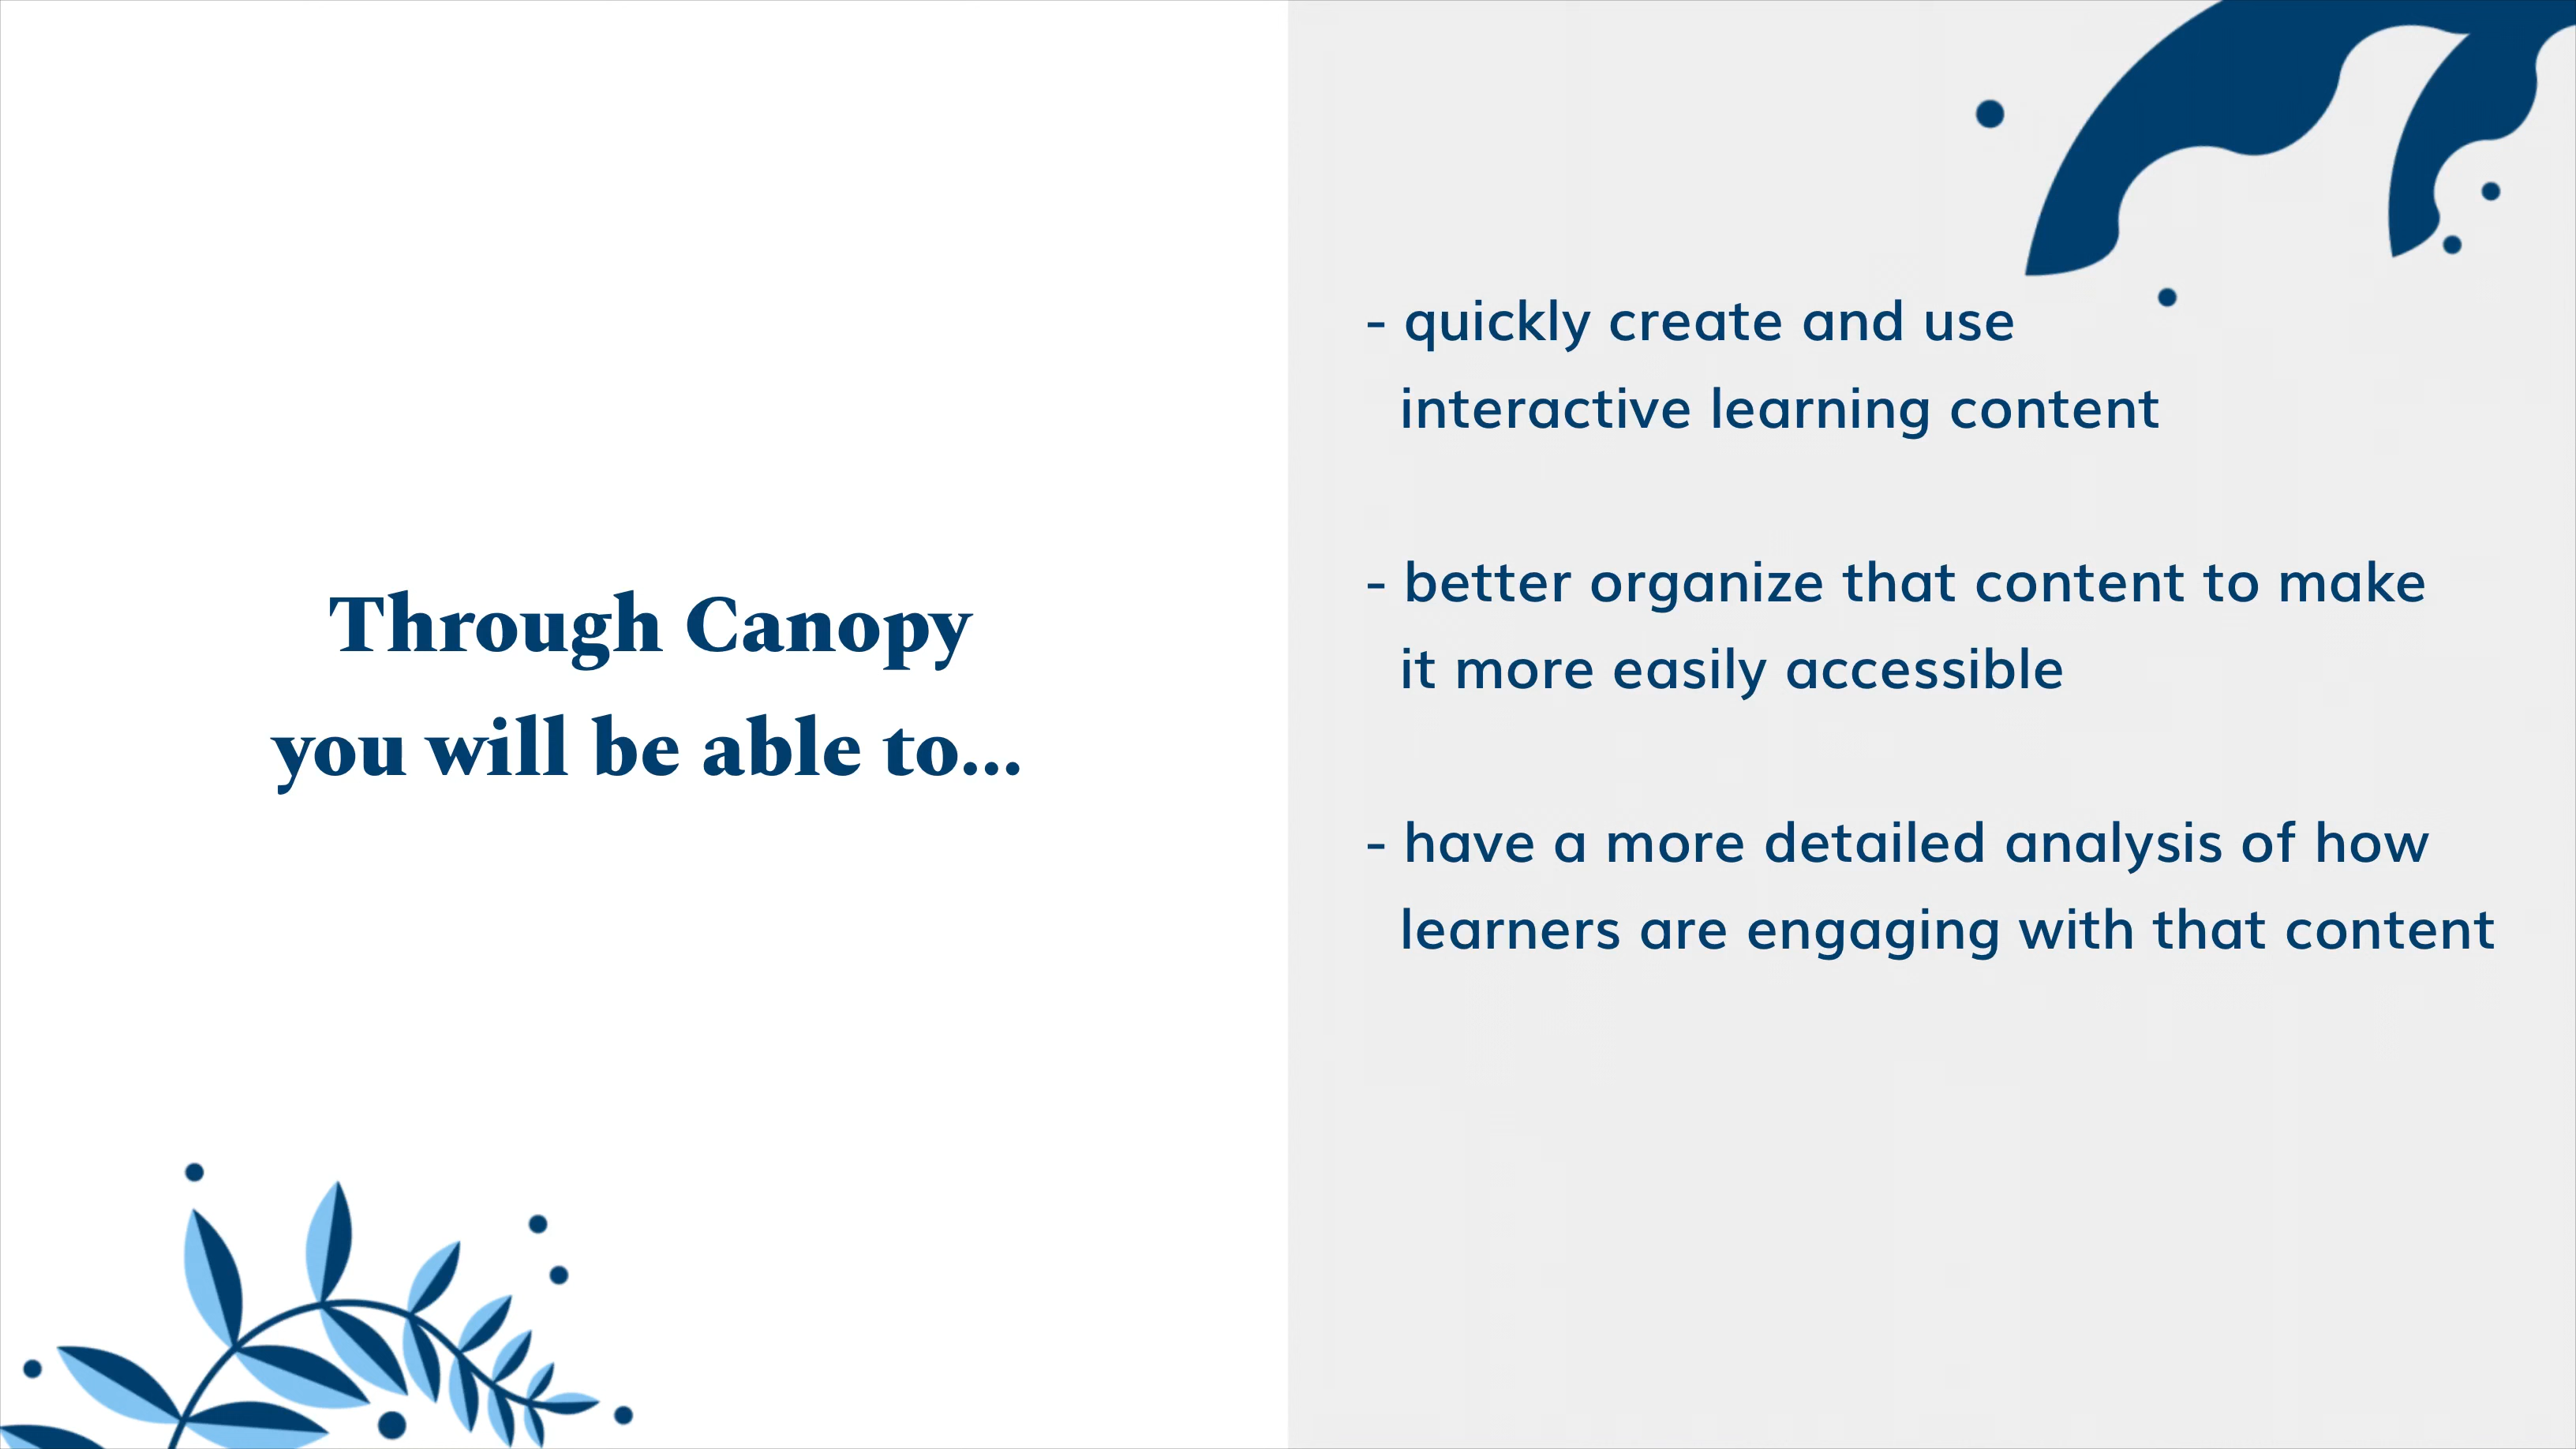 Through Canopy
you will be able to...
- quickly create and use
interactive learning content
- better organize that content to make
it more easily accessible
- have a more detailed analysis of how
learners are engaging with that content